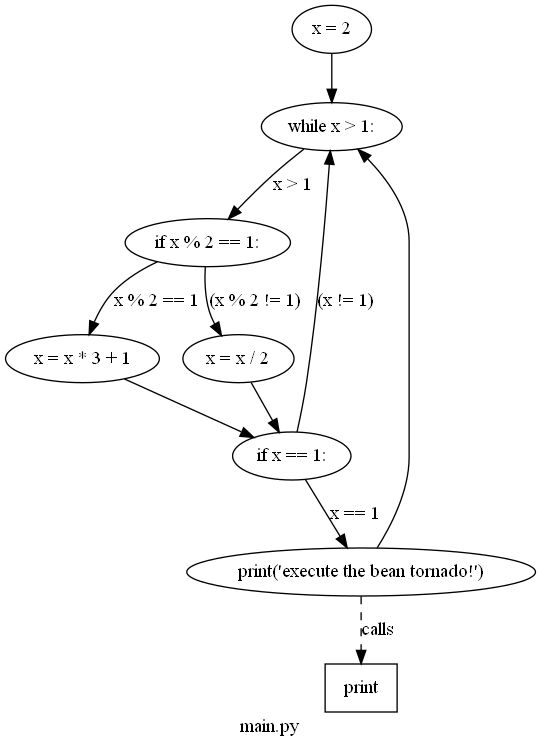 x = 2
while x > 1:
x > 1
if x % 2 == 1:
x % 2 == 1
(x % 2 != 1)
(x != 1)
x = x * 3 + 1
x = x / 2
if x == 1:
x == 1
print('execute the bean tornado!')
calls
print
main.py